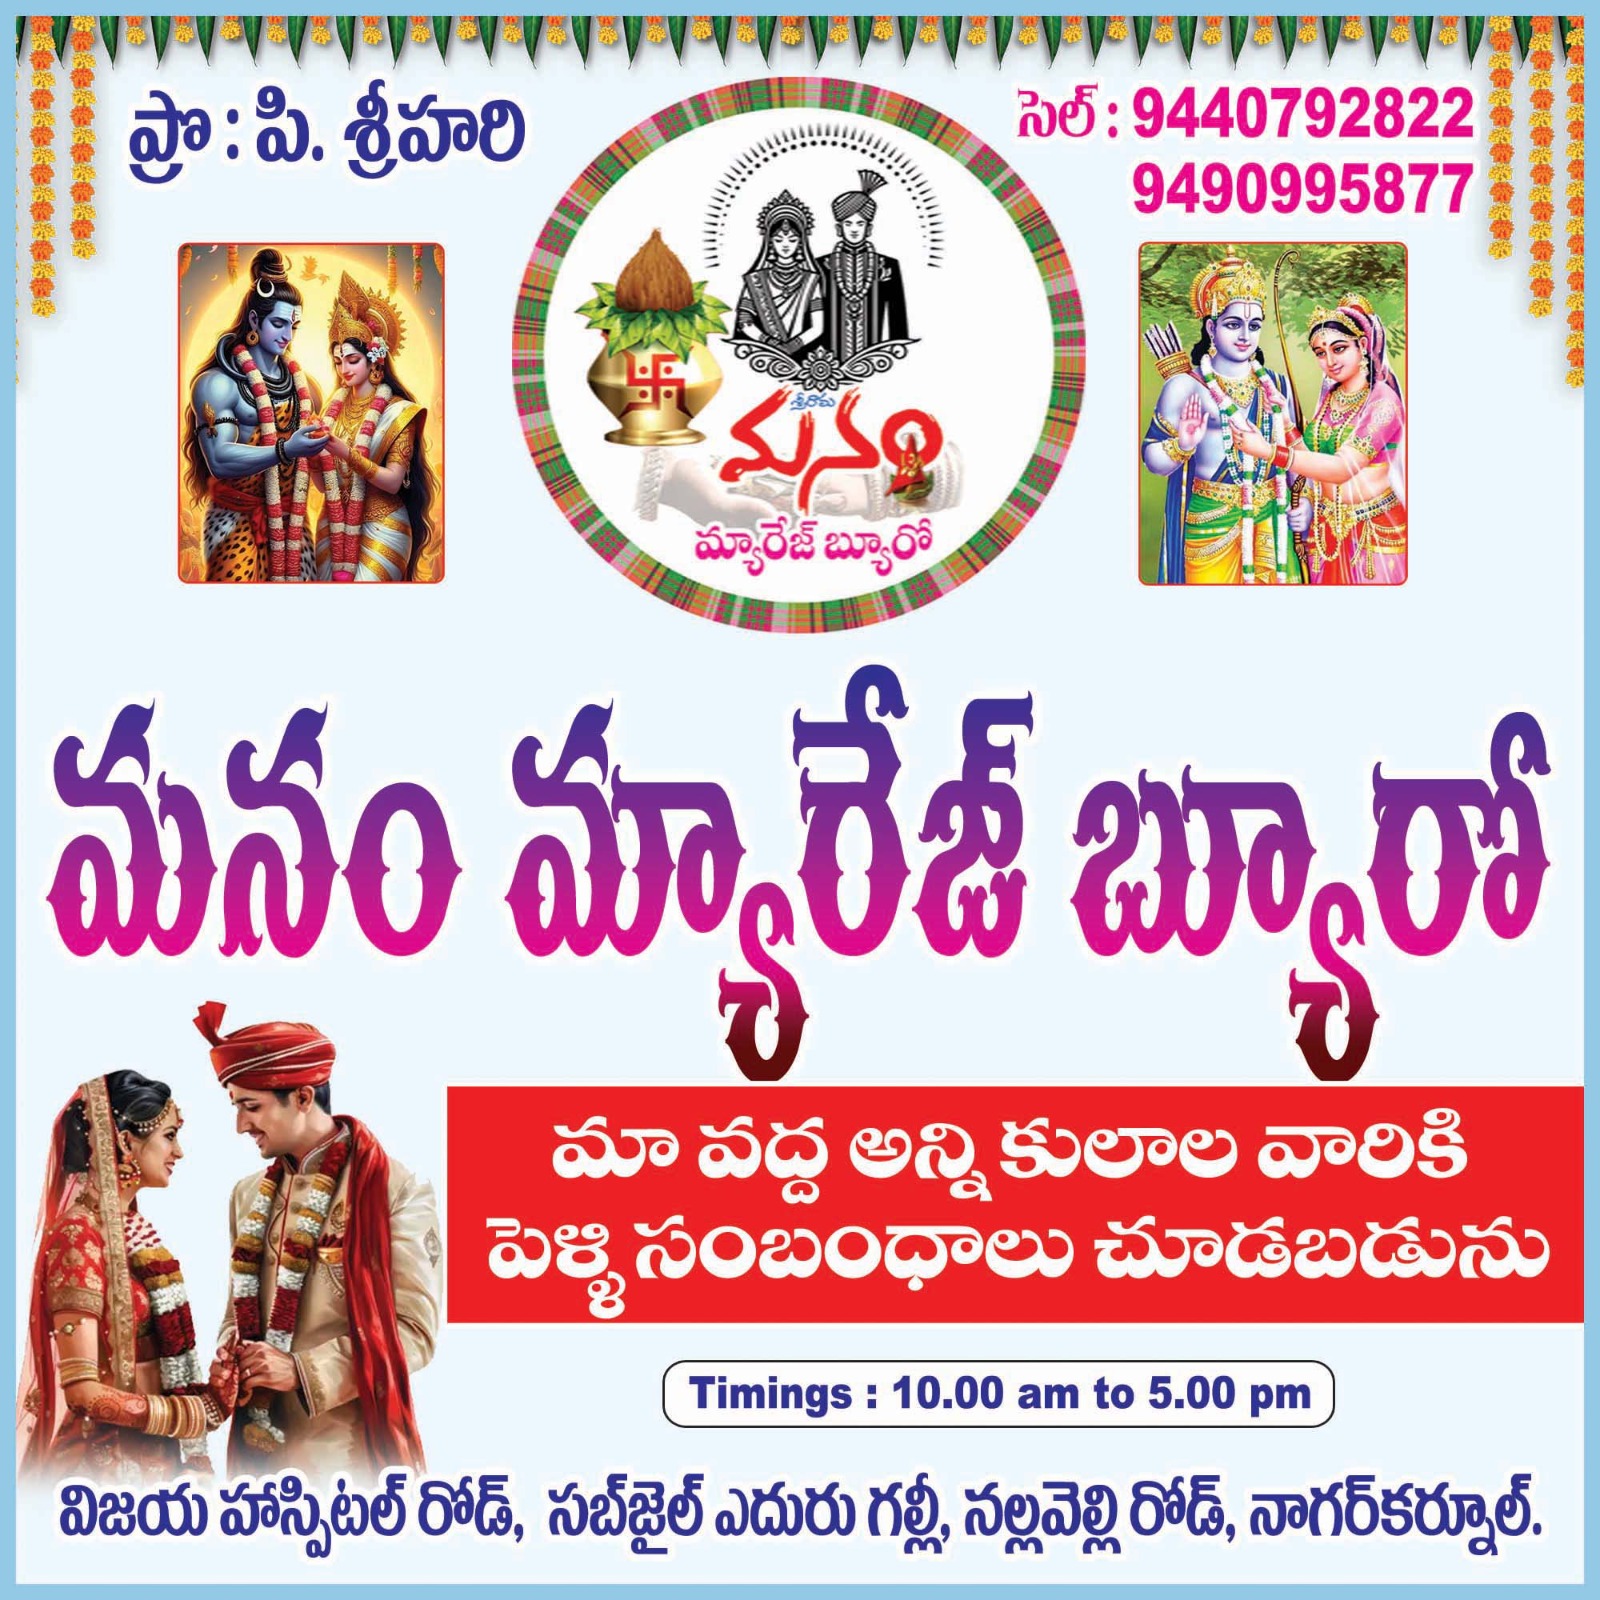 ప్రొ : పి. శ్రీహరి
సెల్ : 9440792822
9490995877
శ్రీరామ
మనం
మ్యారేజ్ బ్యూరో
మనం మ్యారేజ్ బ్యూరో
మా వద్ద అన్ని కులాల వారికి
పెళ్ళి సంబంధాలు చూడబడును
Timings : 10.00 am to 5.00 pm
విజయ హాస్పిటల్ రోడ్, సబ్‌జైల్ ఎదురు గల్లీ, నల్లవెల్లి రోడ్, నాగర్‌కర్నూల్.